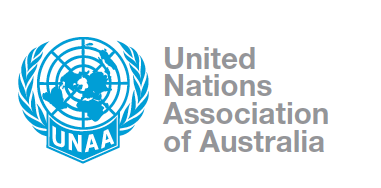 UNAA
United
Nations
Association
of Australia